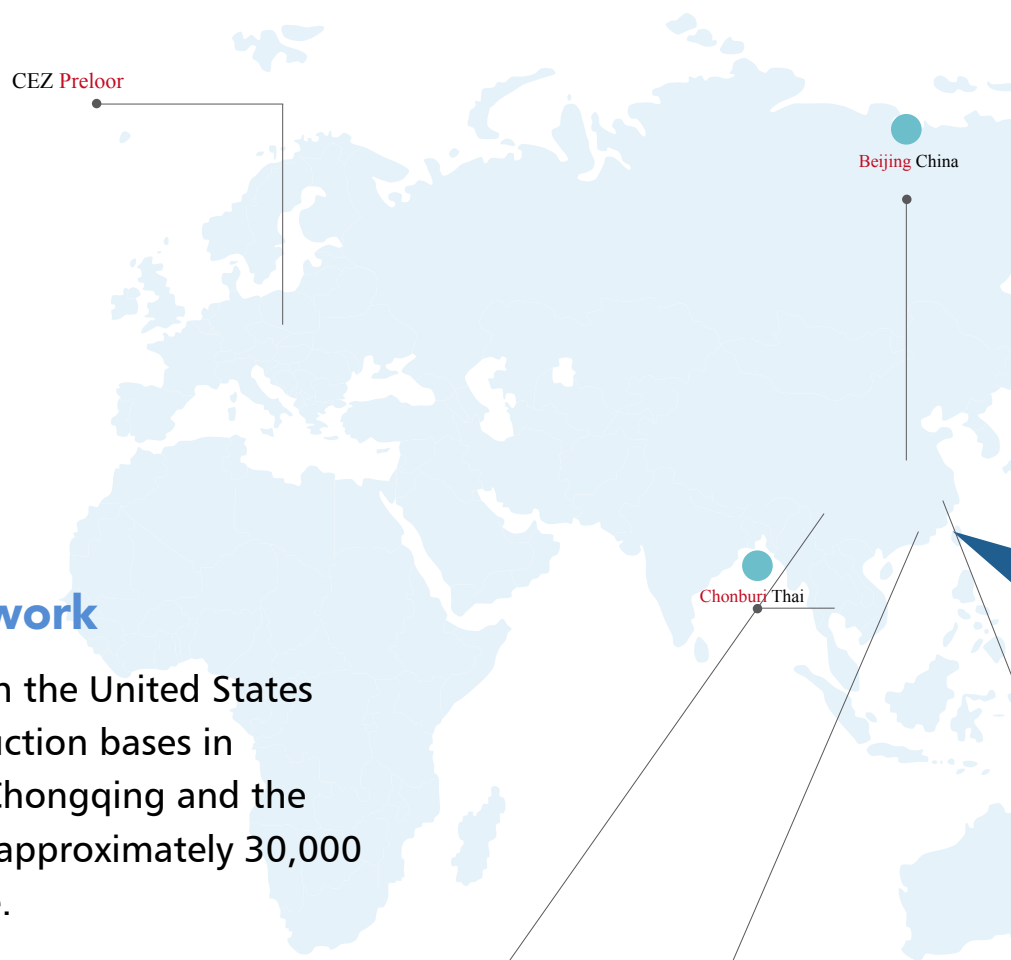 CEZ Preloor
Beijing China
Chonburi Thai
work
n the United States
uction bases in
Chongqing and the
approximately 30,000
.